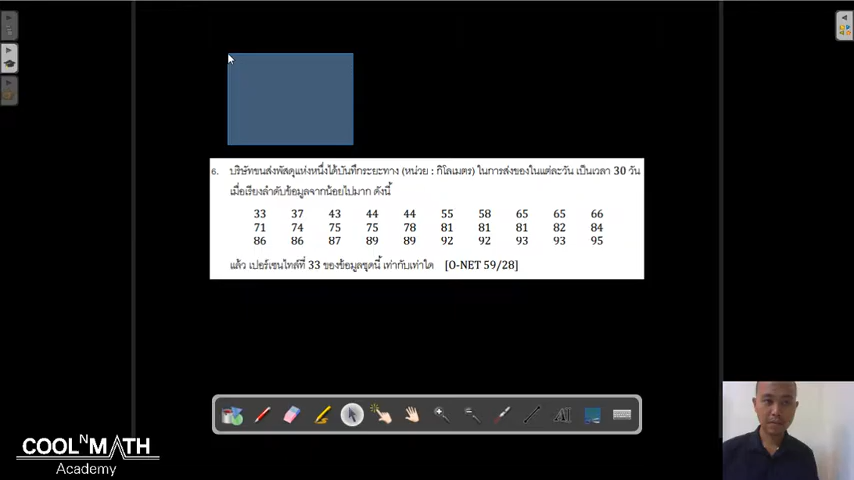 6. บริษัทขนส่งพัสดุแห่งหนึ่งได้บันทึกระยะทาง (หน่วย : กิโลเมตร) ในการส่งของในแต่ละวัน เป็นเวลา 30 วัน
เมื่อเรียงลำดับข้อมูลจากน้อยไปมาก ดังนี้
33 37 43 44 44 55 58 65 65 66
71 74 75 75 78 81 81 81 82 84
86 86 87 89 89 92 92 93 93 95
แล้ว เปอร์เซนไทล์ที่ 33 ของข้อมูลชุดนี้ เท่ากับเท่าใด [O-NET 59/28]
COOLNMATH
Academy